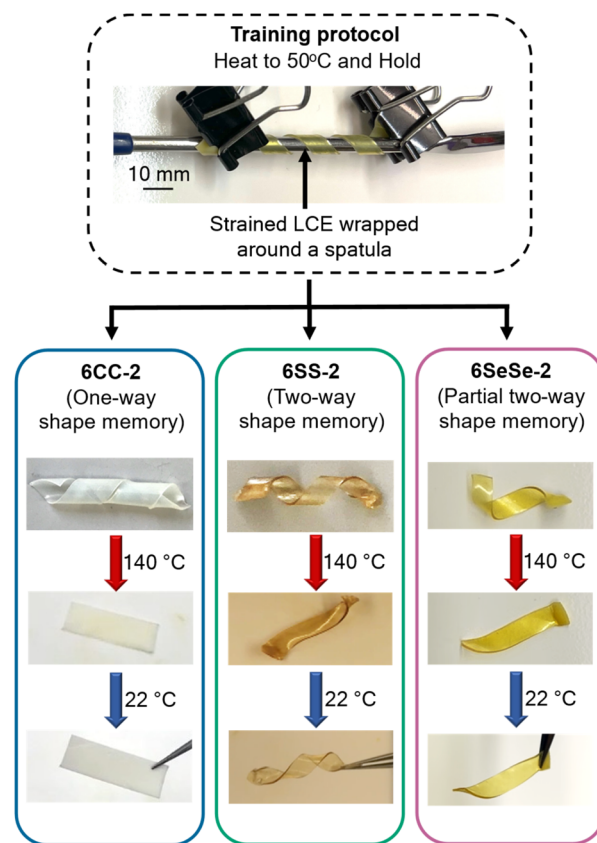 Training protocol
Heat to 50ºC and Hold
10 mm
Strained LCE wrapped
around a spatula
6CC-2
(One-way
shape memory)
140 °C
22 °C
6SS-2
(Two-way
shape memory)
140 °C
22 °C
6SeSe-2
(Partial two-way
shape memory)
140 °C
22 °C